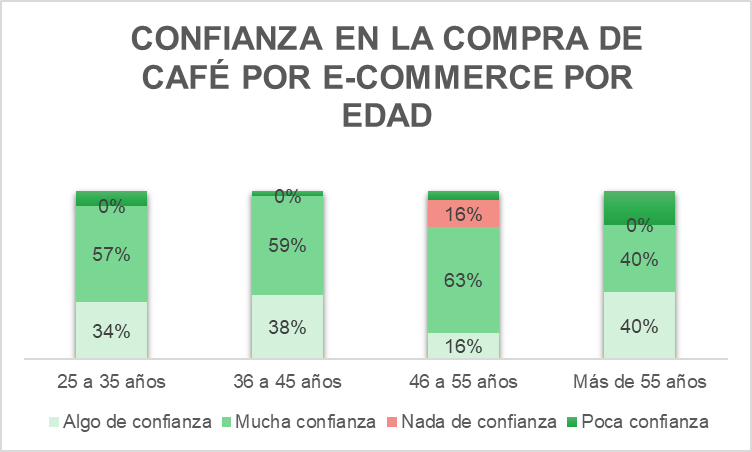 CONFIANZA EN LA COMPRA DE
CAFÉ POR E-COMMERCE POR
EDAD
0%
0%
16%
0%
57%
59%
63%
40%
34%
38%
16%
40%
25 a 35 años
36 a 45 años
46 a 55 años
Más de 55 años
Algo de confianza
Mucha confianza
Nada de confianza
Poca confianza